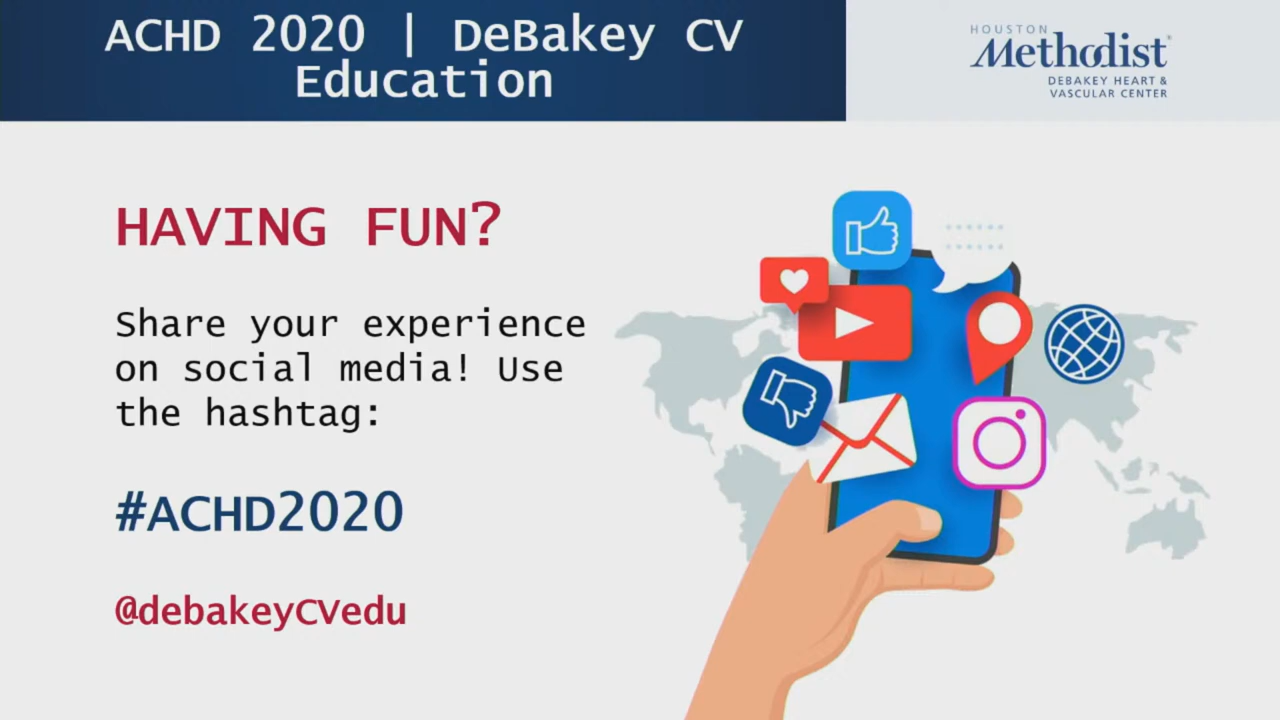 ACHD 2020 | DeBakey CV
Education
HOUSTON
Methodist®
DEBAKEY HEART &
VASCULAR CENTER
HAVING FUN?
Share your experience
on social media! Use
the hashtag:
#ACHD2020
@debakeyCVedu